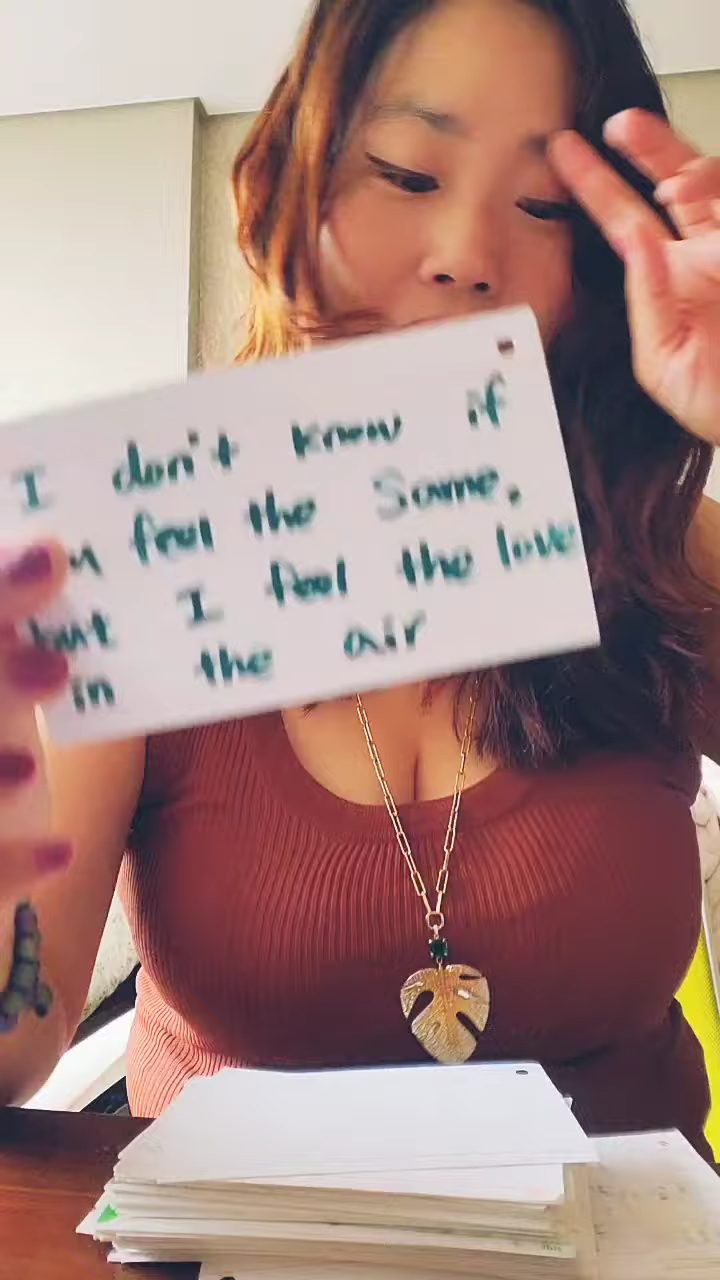 I don't know if
u feel the same,
but I feel the love
in the air